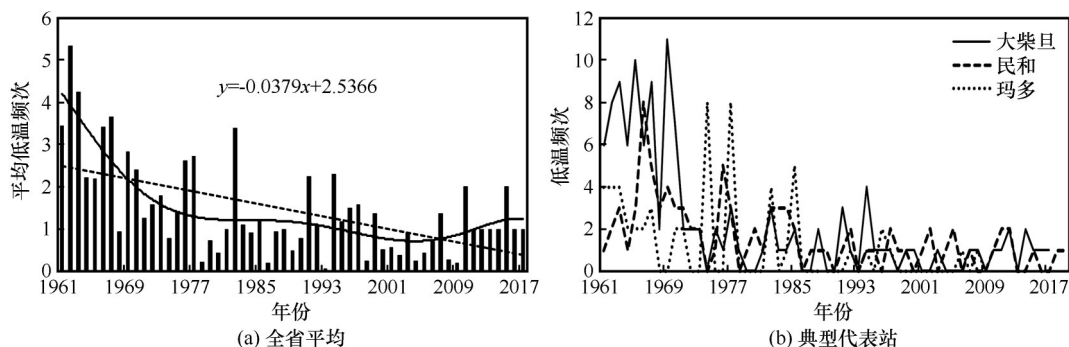 6
5
4
3
2
1
0
平均低温频次
y=-0.0379x+2.5366
1961 1969 1977 1985 1993 2001 2009 2017
年份
(a) 全省平均
12
10
8
6
4
2
0
低温频次
大柴旦
民和
玛多
1961 1969 1977 1985 1993 2001 2009 2017
年份
(b) 典型代表站